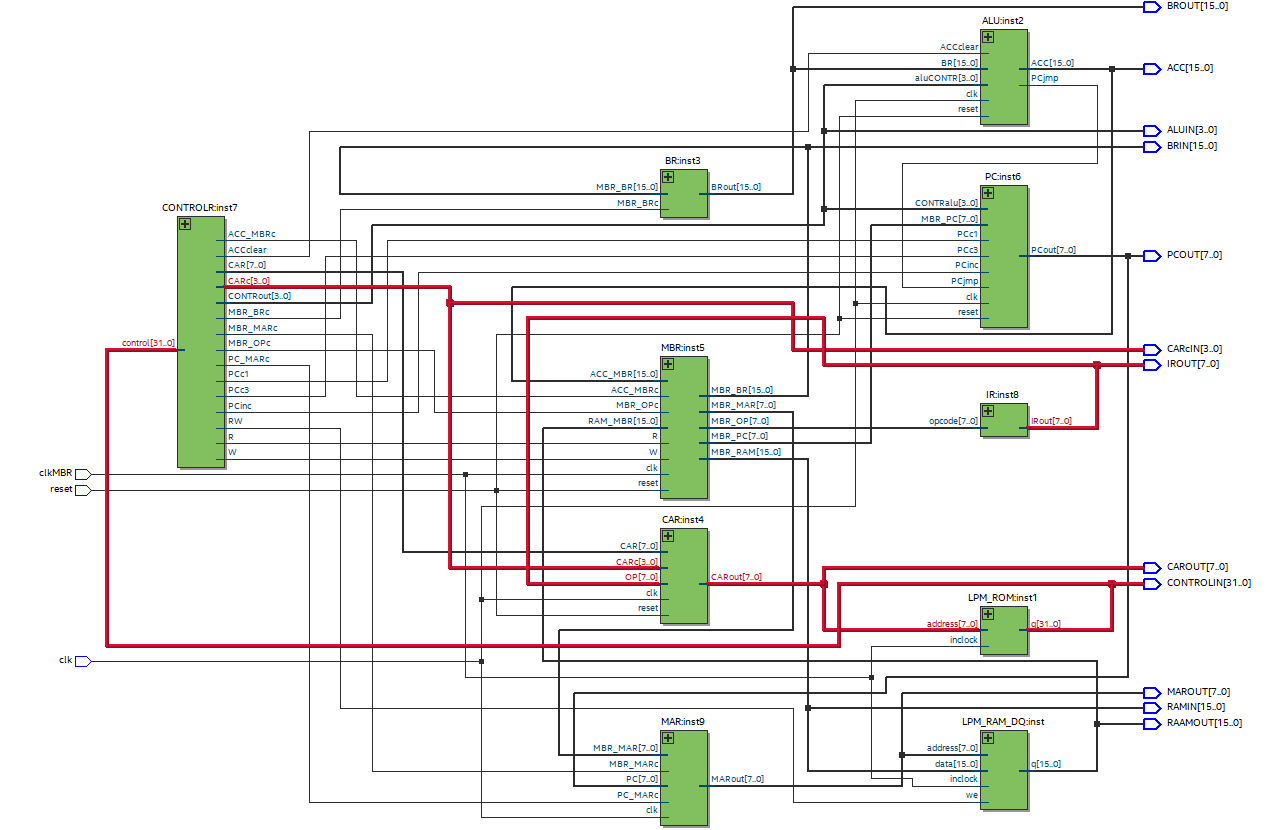 BROUT[15..0]
ALU:inst2
ACCclear
BR[15..0]
aluCONTR[3..0]
clk
reset
ACC[15..0]
PCjmp
ACC[15..0]
ALUIN[3..0]
BRIN[15..0]
BR:inst3
MBR_BR[15..0]
MBR_BRc
BRout[15..0]
PC:inst6
CONTRalu[3..0]
MBR_PC[7..0]
PCc1
PCc3
PCinc
PCjmp
clk
reset
PCout[7..0]
PCOUT[7..0]
CONTROLR:inst7
control[31..0]
ACC_MBRc
ACCclear
CAR[7..0]
CARc[3..0]
CONTRout[3..0]
MBR_BRc
MBR_MARc
MBR_OPc
PC_MARc
PCc1
PCc3
PCinc
RW
R
W
CARcIN[3..0]
IROUT[7..0]
MBR:inst5
ACC_MBR[15..0]
ACC_MBRc
MBR_OPc
RAM_MBR[15..0]
R
W
clk
reset
MBR_BR[15..0]
MBR_MAR[7..0]
MBR_OP[7..0]
MBR_PC[7..0]
MBR_RAM[15..0]
IR:inst8
opcode[7..0]
IRout[7..0]
clkMBR
reset
CAR:inst4
CAR[7..0]
CARc[3..0]
OP[7..0]
clk
reset
CARout[7..0]
CAROUT[7..0]
CONTROLIN[31..0]
LPM_ROM:inst1
address[7..0]
inclock
q[31..0]
clk
MAR:inst9
MBR_MAR[7..0]
MBR_MARc
PC[7..0]
PC_MARc
clk
MARout[7..0]
MAROUT[7..0]
RAMIN[15..0]
RAAMOUT[15..0]
LPM_RAM_DQ:inst
address[7..0]
data[15..0]
inclock
we
q[15..0]